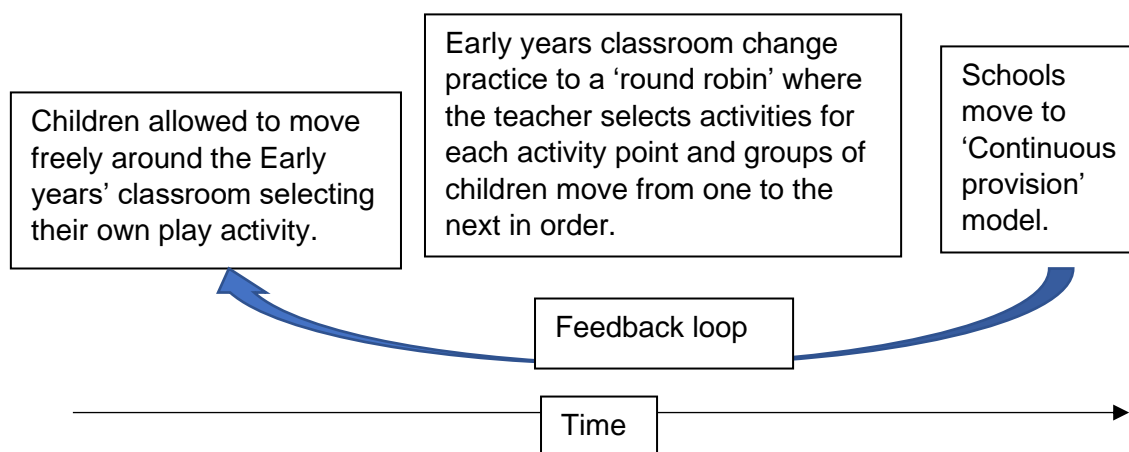 Children allowed to move
freely around the Early
years’ classroom selecting
their own play activity.
Early years classroom change
practice to a ‘round robin’ where
the teacher selects activities for
each activity point and groups of
children move from one to the
next in order.
Schools
move to
‘Continuous
provision’
model.
Feedback loop
Time